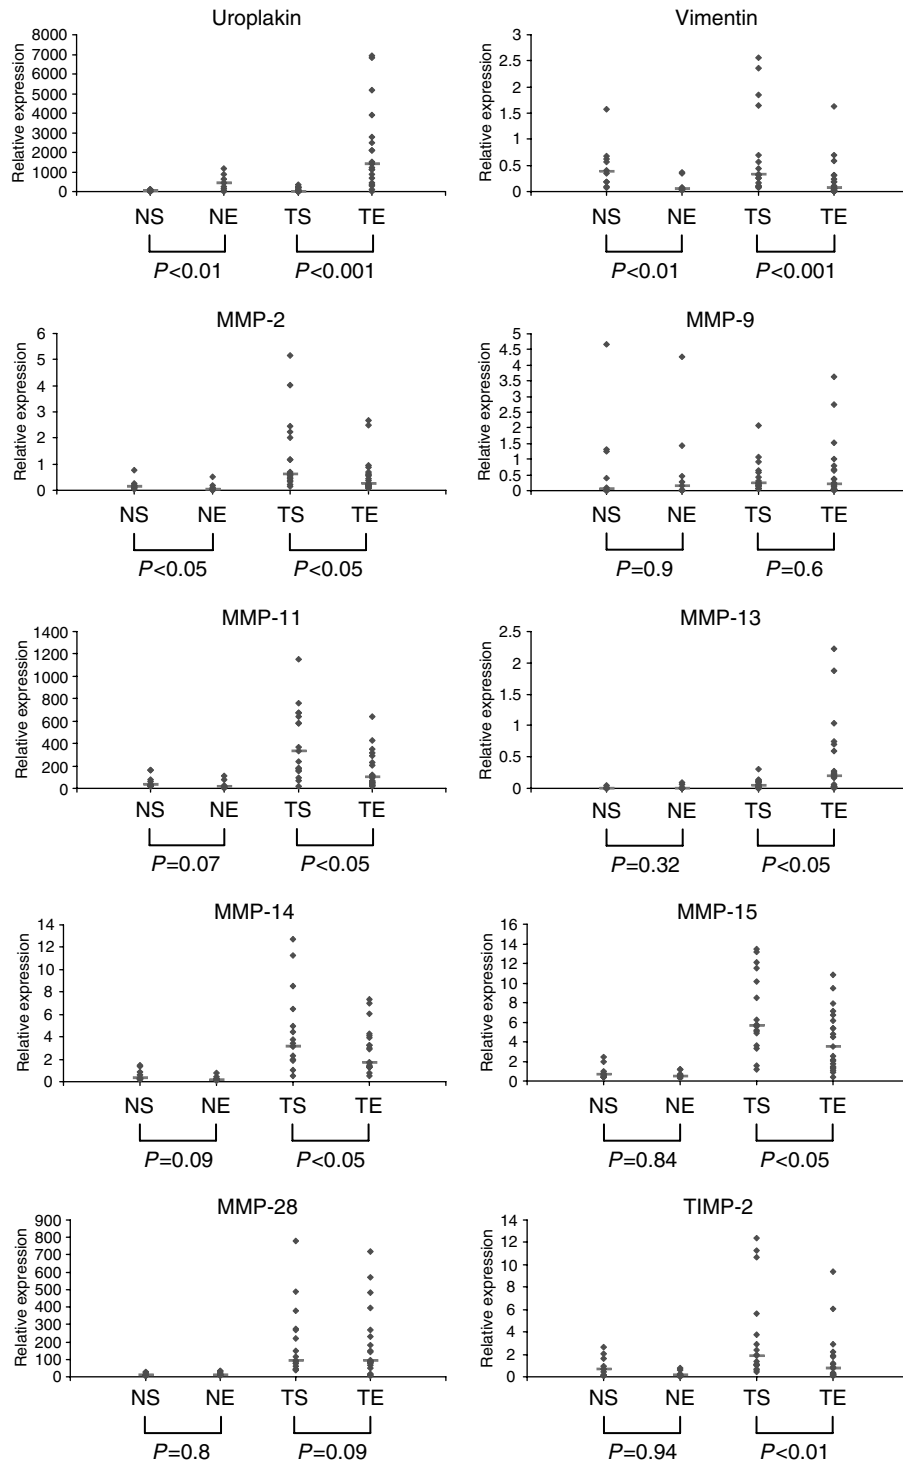 Uroplakin
Relative expression
8000
7000
6000
5000
4000
3000
2000
1000
0
NS NE TS TE
P<0.01 P<0.001
Vimentin
Relative expression
3
2.5
2
1.5
1
0.5
0
NS NE TS TE
P<0.01 P<0.001
MMP-2
Relative expression
6
5
4
3
2
1
0
NS NE TS TE
P<0.05 P<0.05
MMP-9
Relative expression
5
4.5
4
3.5
3
2.5
2
1.5
1
0.5
0
NS NE TS TE
P=0.9 P=0.6
MMP-11
Relative expression
1400
1200
1000
800
600
400
200
0
NS NE TS TE
P=0.07 P<0.05
MMP-13
Relative expression
2.5
2
1.5
1
0.5
0
NS NE TS TE
P=0.32 P<0.05
MMP-14
Relative expression
14
12
10
8
6
4
2
0
NS NE TS TE
P=0.09 P<0.05
MMP-15
Relative expression
16
14
12
10
8
6
4
2
0
NS NE TS TE
P=0.84 P<0.05
MMP-28
Relative expression
900
800
700
600
500
400
300
200
100
0
NS NE TS TE
P=0.8 P=0.09
TIMP-2
Relative expression
14
12
10
8
6
4
2
0
NS NE TS TE
P=0.94 P<0.01